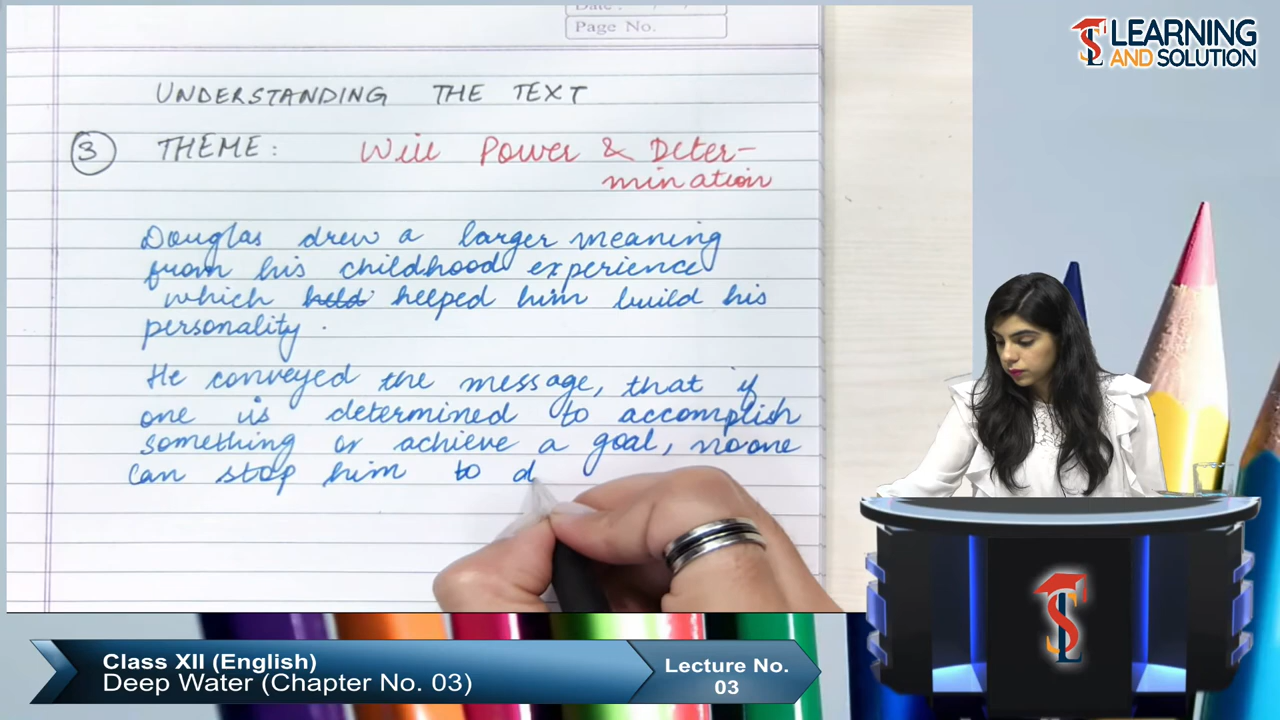 Date :
Page No.
LEARNING
AND SOLUTION
UNDERSTANDING THE TEXT
3 THEME: Will Power & Deter-
mination
Douglas drew a larger meaning
from his childhood experience
which held helped him build his
personality.
He conveyed the message, that if
one is determined to accomplish
something or achieve a goal, no one
can stop him to d
Class XII (English)
Deep Water (Chapter No. 03)
Lecture No.
03